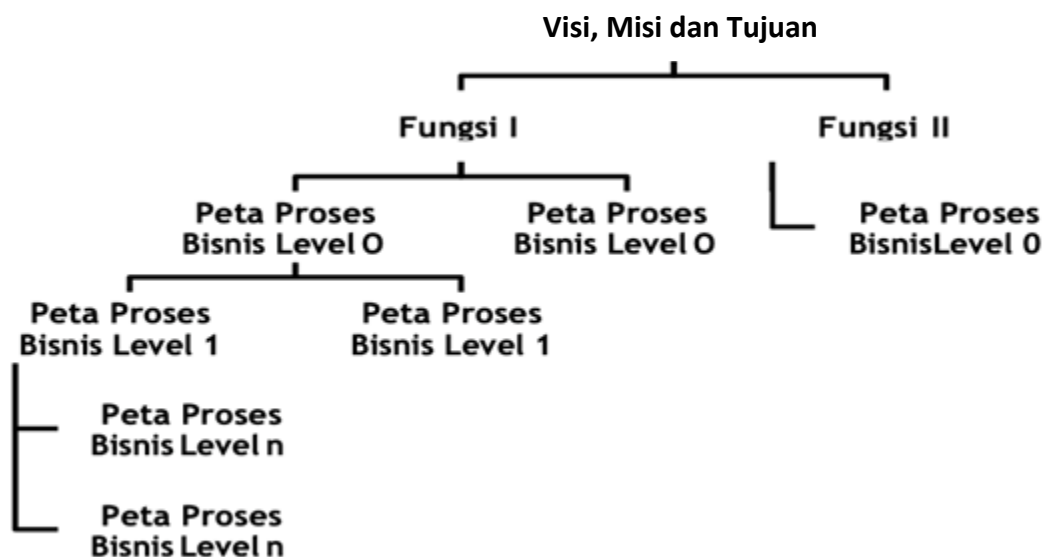 Visi, Misi dan Tujuan
Fungsi I
Fungsi II
Peta Proses
Bisnis Level O
Peta Proses
Bisnis Level O
Peta Proses
BisnisLevel 0
Peta Proses
Bisnis Level 1
Peta Proses
Bisnis Level 1
Peta Proses
Bisnis Level n
Peta Proses
Bisnis Level n